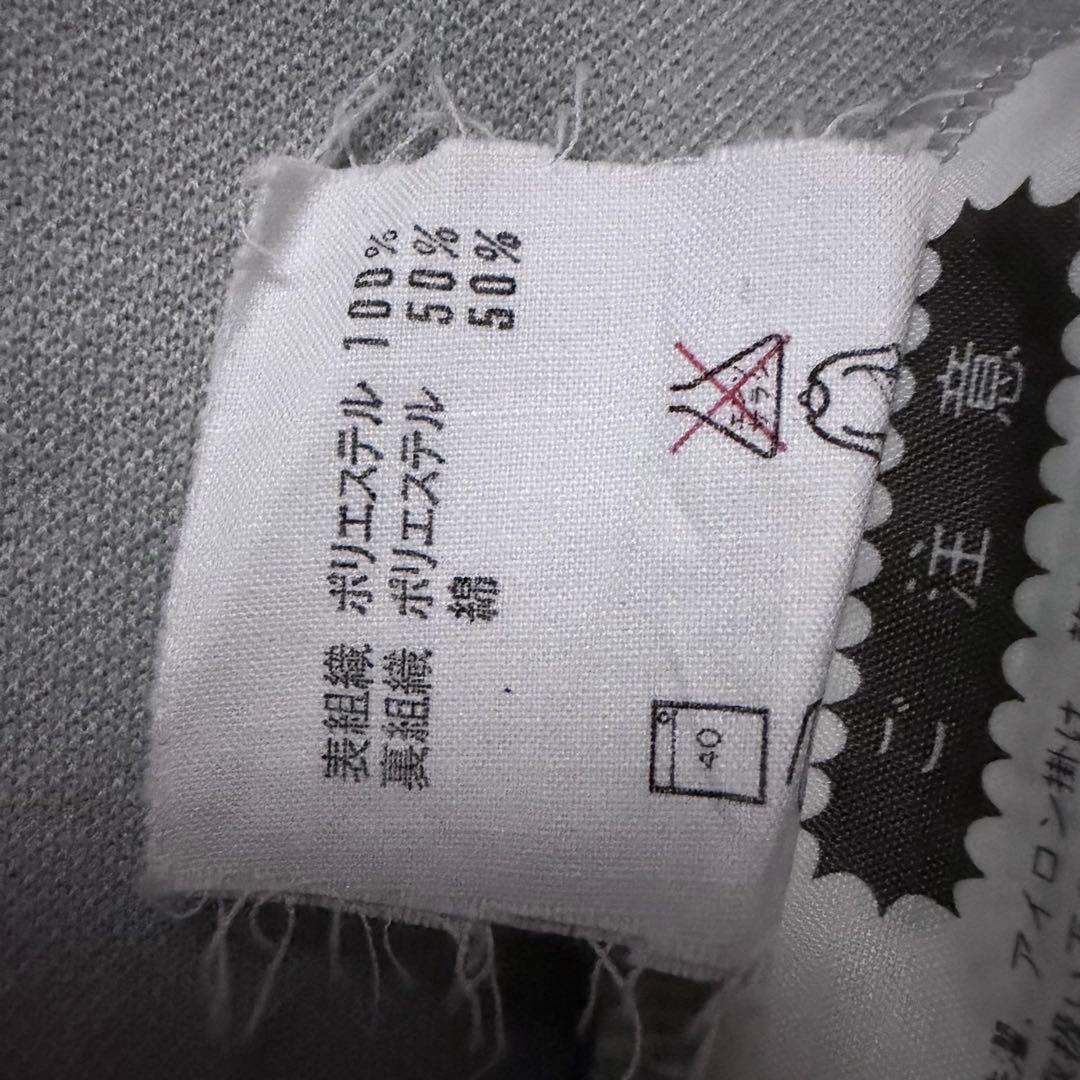 表組織 ポリエステル 100%
裏組織 ポリエステル 50%
綿 50%
40
ご注意
アイロン掛け